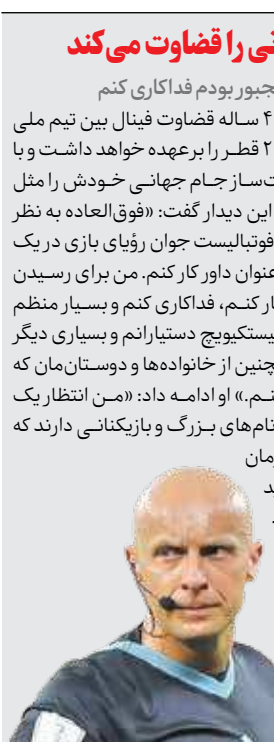 نی را قضاوت می‌کند
جبور بودم فداکاری کنم
۴ ساله قضاوت فینال بین تیم ملی
۲ قطر را برعهده خواهد داشت و با
ت‌ساز جام جهانی خودش را مثل
این دیدار گفت: «فوق‌العاده به نظر
فوتبالیست جوان رؤیای بازی در یک
عنوان داور کار کنم. من برای رسیدن
ار کنم، فداکاری کنم و بسیار منظم
یستکیویچ دستیارانم و بسیاری دیگر
چنین از خانواده‌ها و دوستان‌مان که
نم.» او ادامه داد: «من انتظار یک
نام‌های بزرگ و بازیکنانی دارند که
مان
ید